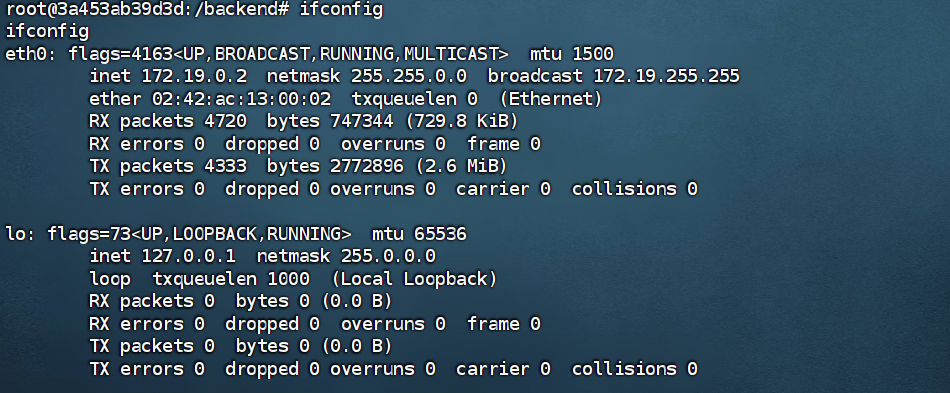 root@3a453ab39d3d:/backend# ifconfig
ifconfig
eth0: flags=4163<UP,BROADCAST,RUNNING,MULTICAST>  mtu 1500
        inet 172.19.0.2  netmask 255.255.0.0  broadcast 172.19.255.255
        ether 02:42:ac:13:00:02  txqueuelen 0  (Ethernet)
        RX packets 4720  bytes 747344 (729.8 KiB)
        RX errors 0  dropped 0  overruns 0  frame 0
        TX packets 4333  bytes 2772896 (2.6 MiB)
        TX errors 0  dropped 0 overruns 0  carrier 0  collisions 0

lo: flags=73<UP,LOOPBACK,RUNNING>  mtu 65536
        inet 127.0.0.1  netmask 255.0.0.0
        loop  txqueuelen 1000  (Local Loopback)
        RX packets 0  bytes 0 (0.0 B)
        RX errors 0  dropped 0  overruns 0  frame 0
        TX packets 0  bytes 0 (0.0 B)
        TX errors 0  dropped 0 overruns 0  carrier 0  collisions 0